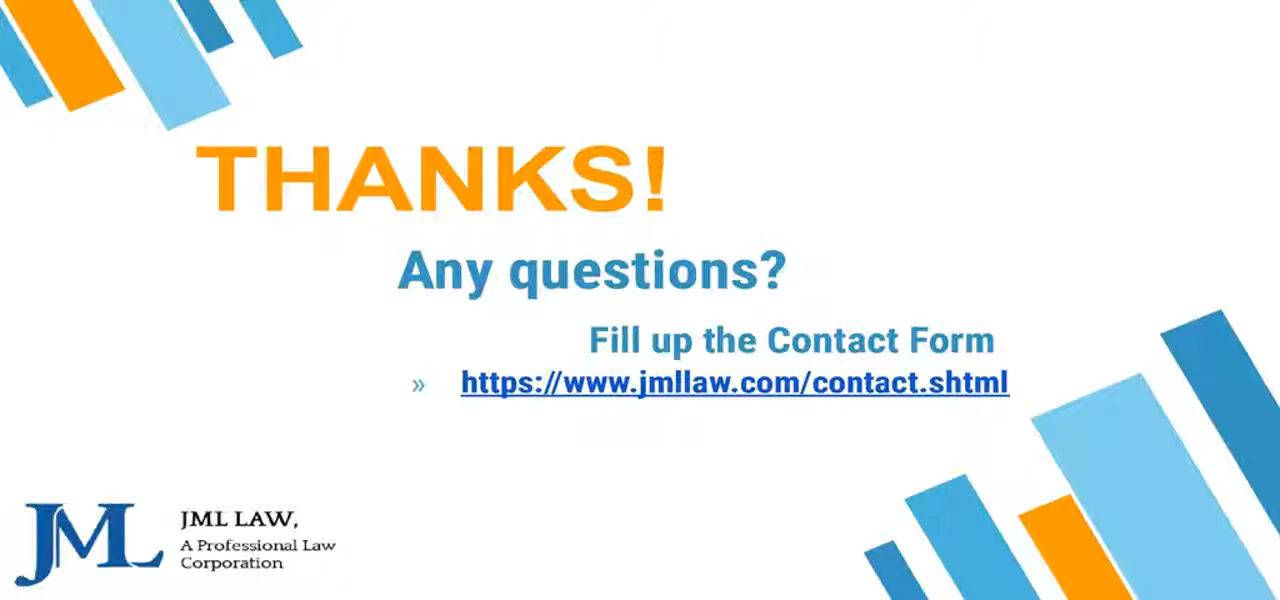 THANKS!
Any questions?
Fill up the Contact Form
» https://www.jmllaw.com/contact.shtml
JML
JML LAW,
A Professional Law
Corporation